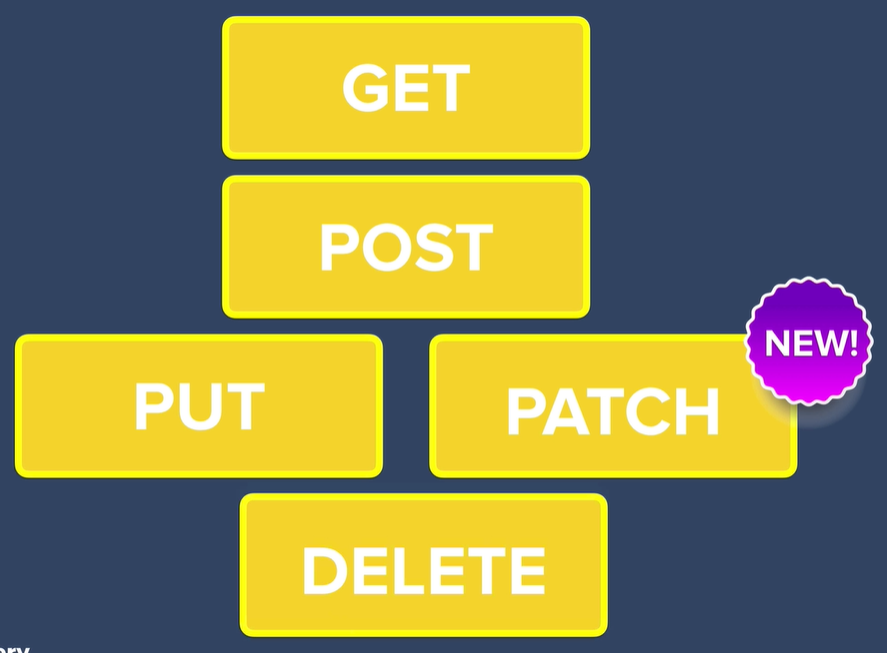 GET
POST
NEW!
PUT
PATCH
DELETE